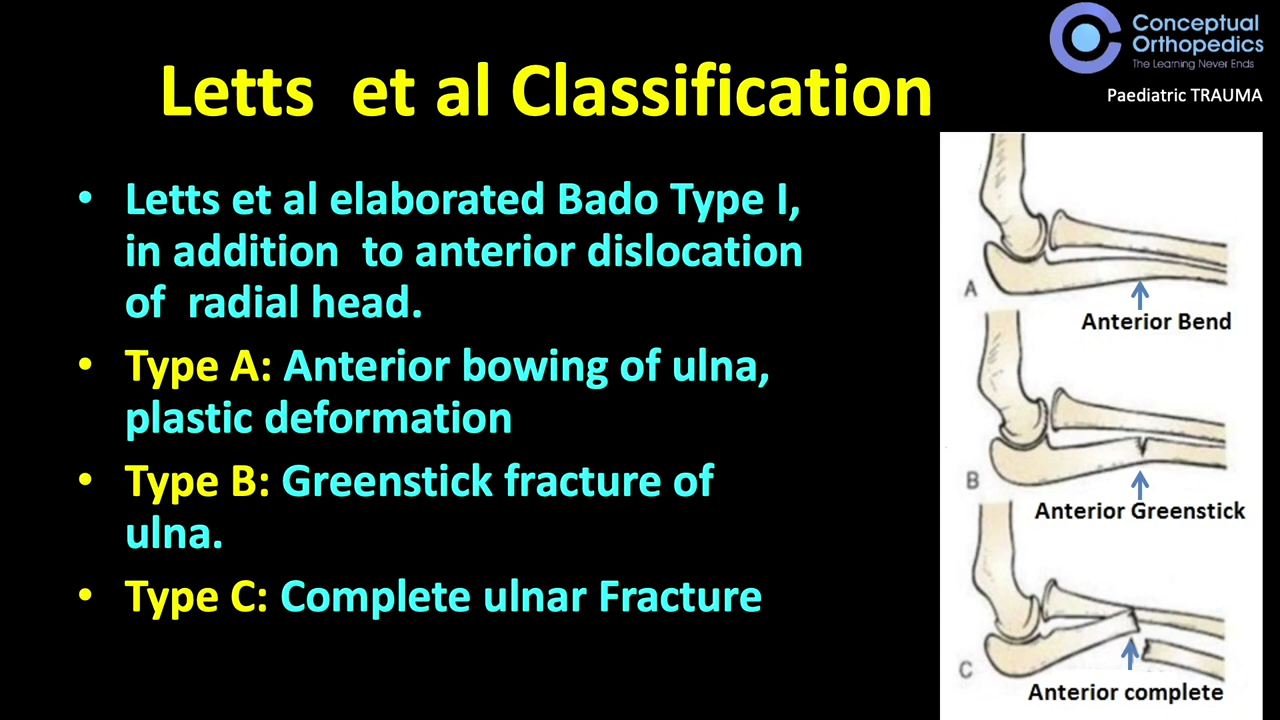 Conceptual
Orthopedics
The Learning Never Ends
Paediatric TRAUMA
Letts et al Classification
• Letts et al elaborated Bado Type I,
in addition to anterior dislocation
of radial head.
• Type A: Anterior bowing of ulna,
plastic deformation
• Type B: Greenstick fracture of
ulna.
• Type C: Complete ulnar Fracture
A
Anterior Bend
B
Anterior Greenstick
C
Anterior complete